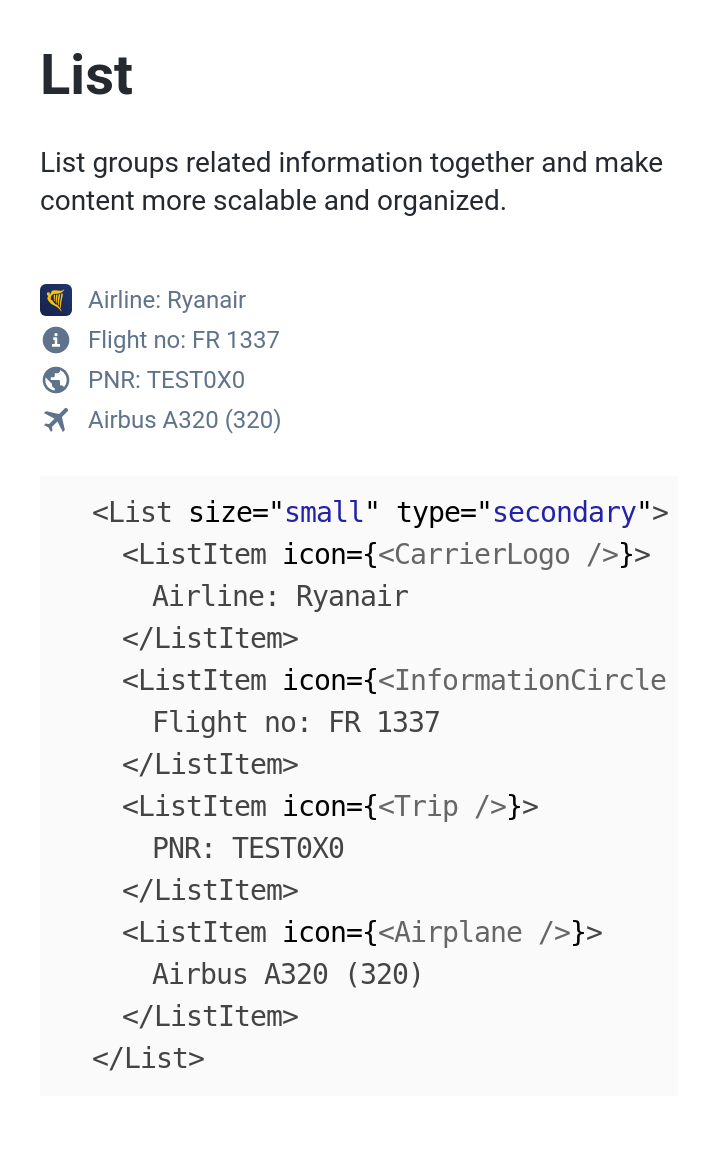 List
List groups related information together and make
content more scalable and organized.
Airline: Ryanair
Flight no: FR 1337
PNR: TEST0X0
Airbus A320 (320)
<List size="small" type="secondary">
<ListItem icon={<CarrierLogo />}>
Airline: Ryanair
</ListItem>
<ListItem icon={<InformationCircle
Flight no: FR 1337
</ListItem>
<ListItem icon={<Trip />}>
PNR: TEST0X0
</ListItem>
<ListItem icon={<Airplane />}>
Airbus A320 (320)
</ListItem>
</List>